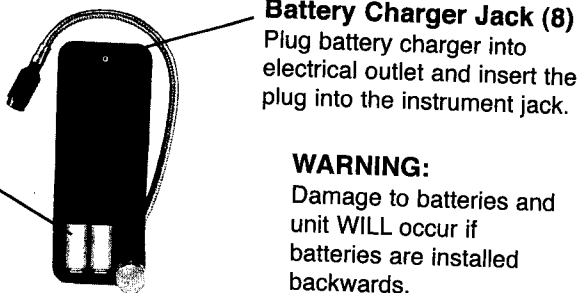 Battery Charger Jack (8)
Plug battery charger into
electrical outlet and insert the
plug into the instrument jack.
WARNING:
Damage to batteries and
unit WILL occur if
batteries are installed
backwards.